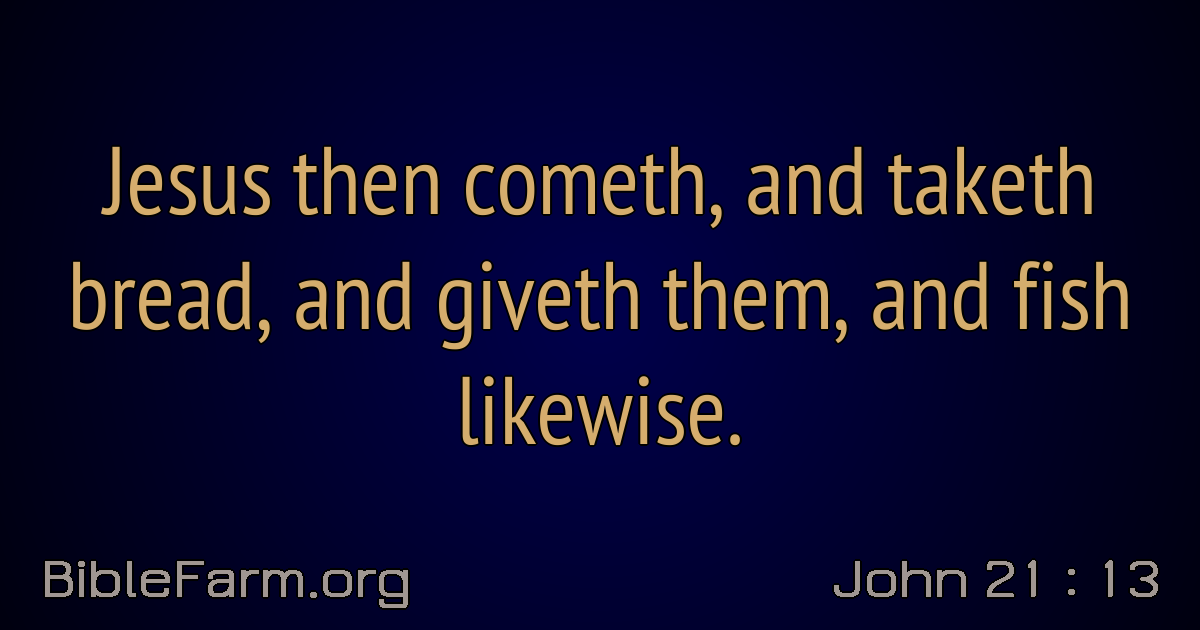 Jesus then cometh, and taketh
bread, and giveth them, and fish
likewise.
BibleFarm.org
John 21 : 13